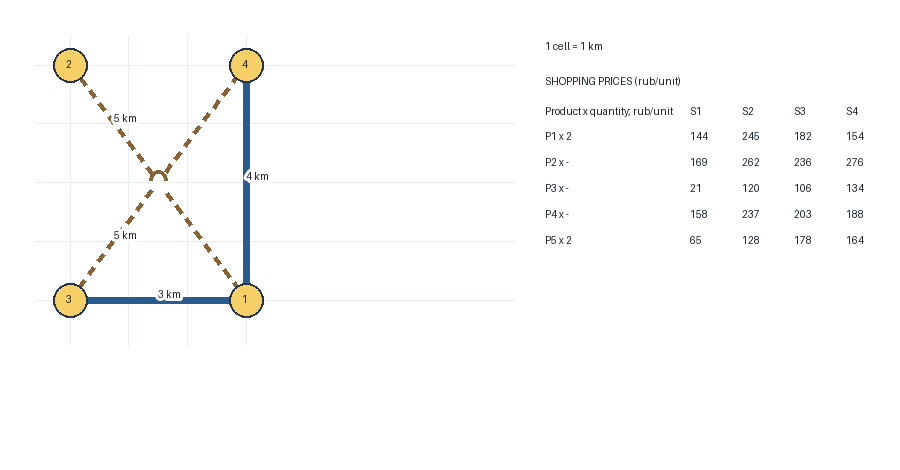 1 cell = 1 km
SHOPPING PRICES (rub/unit)
Product x quantity; rub/unit S1 S2 S3 S4
P1 x 2 144 245 182 154
P2 x - 169 262 236 276
P3 x - 21 120 106 134
P4 x - 158 237 203 188
P5 x 2 65 128 178 164
2
4
5 km
4 km
5 km
3 km
3
1